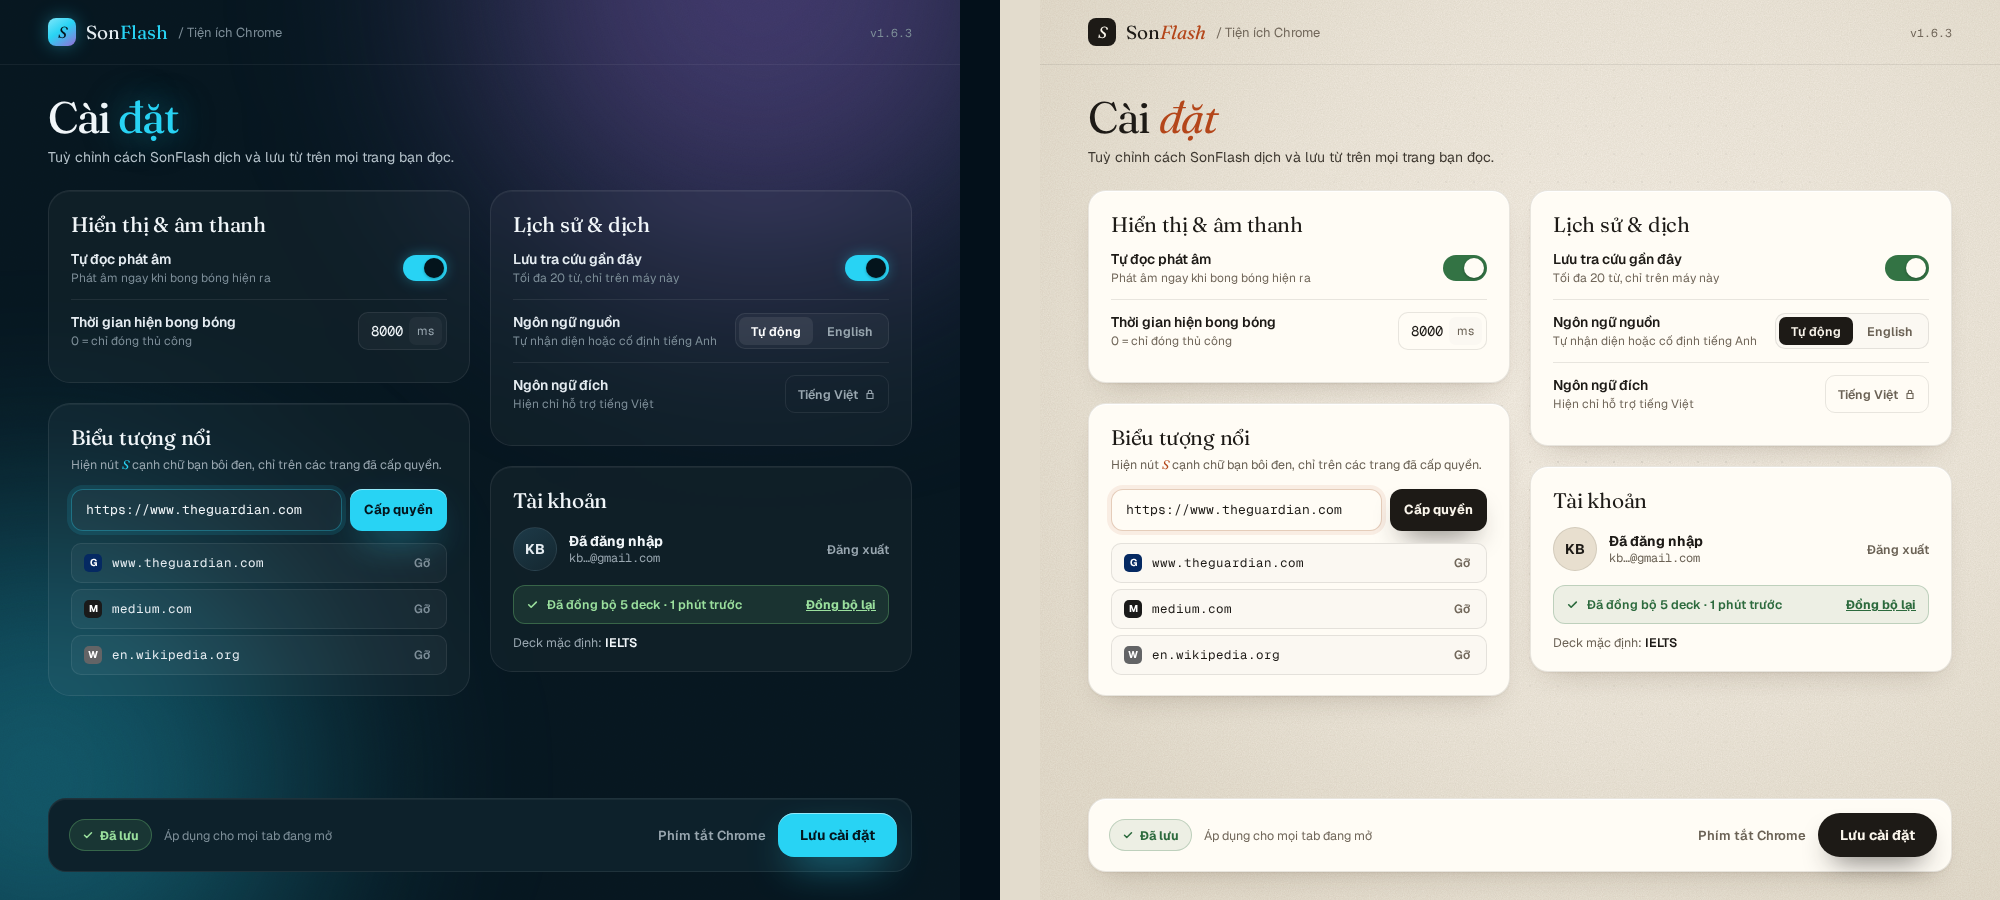 S SonFlash / Tiện ích Chrome v1.6.3
Cài đặt
Tuỳ chỉnh cách SonFlash dịch và lưu từ trên mọi trang bạn đọc.
Hiển thị & âm thanh
Tự đọc phát âm
Phát âm ngay khi bong bóng hiện ra
Thời gian hiện bong bóng
0 = chỉ đóng thủ công
8000 ms
Biểu tượng nổi
Hiện nút S cạnh chữ bạn bôi đen, chỉ trên các trang đã cấp quyền.
https://www.theguardian.com Cấp quyền
G www.theguardian.com Gỡ
M medium.com Gỡ
W en.wikipedia.org Gỡ
Lịch sử & dịch
Lưu tra cứu gần đây
Tối đa 20 từ, chỉ trên máy này
Ngôn ngữ nguồn
Tự nhận diện hoặc cố định tiếng Anh
Tự động English
Ngôn ngữ đích
Hiện chỉ hỗ trợ tiếng Việt
Tiếng Việt
Tài khoản
KB Đã đăng nhập
kb…@gmail.com
Đăng xuất
Đã đồng bộ 5 deck · 1 phút trước Đồng bộ lại
Deck mặc định: IELTS
Đã lưu Áp dụng cho mọi tab đang mở Phím tắt Chrome Lưu cài đặt
S SonFlash / Tiện ích Chrome v1.6.3
Cài đặt
Tuỳ chỉnh cách SonFlash dịch và lưu từ trên mọi trang bạn đọc.
Hiển thị & âm thanh
Tự đọc phát âm
Phát âm ngay khi bong bóng hiện ra
Thời gian hiện bong bóng
0 = chỉ đóng thủ công
8000 ms
Biểu tượng nổi
Hiện nút S cạnh chữ bạn bôi đen, chỉ trên các trang đã cấp quyền.
https://www.theguardian.com Cấp quyền
G www.theguardian.com Gỡ
M medium.com Gỡ
W en.wikipedia.org Gỡ
Lịch sử & dịch
Lưu tra cứu gần đây
Tối đa 20 từ, chỉ trên máy này
Ngôn ngữ nguồn
Tự nhận diện hoặc cố định tiếng Anh
Tự động English
Ngôn ngữ đích
Hiện chỉ hỗ trợ tiếng Việt
Tiếng Việt
Tài khoản
KB Đã đăng nhập
kb…@gmail.com
Đăng xuất
Đã đồng bộ 5 deck · 1 phút trước Đồng bộ lại
Deck mặc định: IELTS
Đã lưu Áp dụng cho mọi tab đang mở Phím tắt Chrome Lưu cài đặt